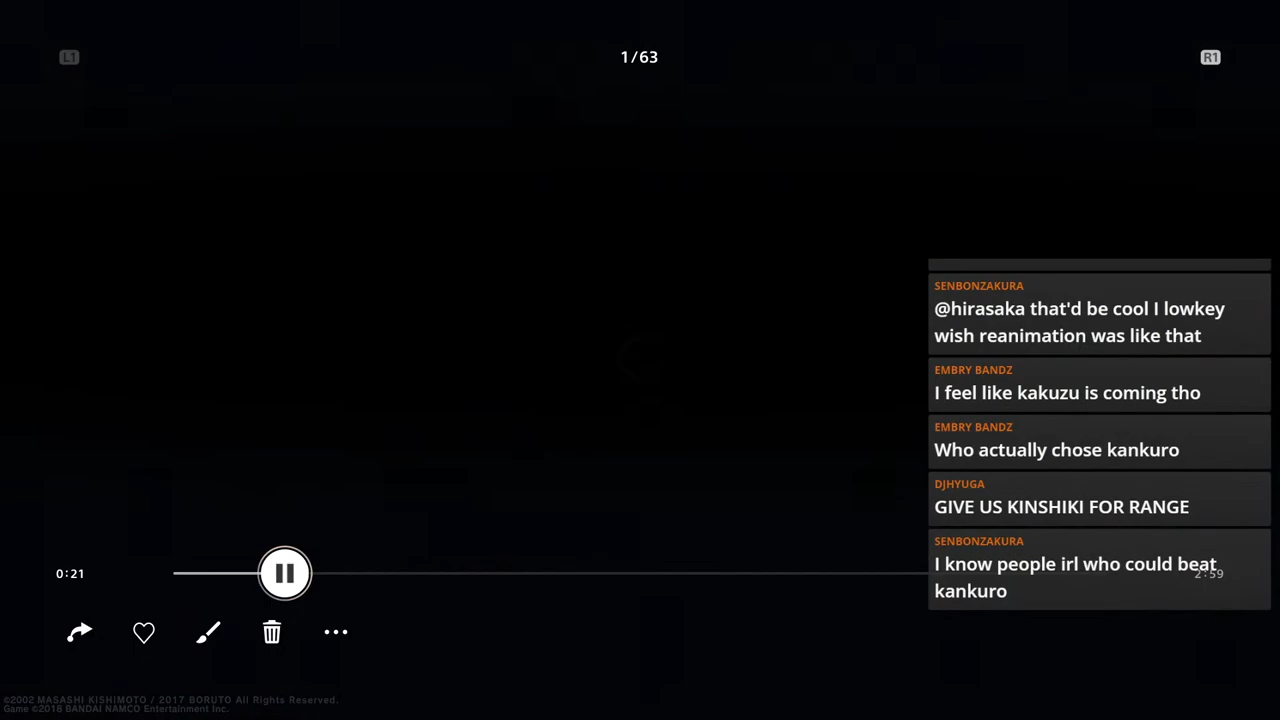 L1
1/63
R1
SENBONZAKURA
@hirasaka that'd be cool I lowkey
wish reanimation was like that
EMBRY BANDZ
I feel like kakuzu is coming tho
EMBRY BANDZ
Who actually chose kankuro
DJHYUGA
GIVE US KINSHIKI FOR RANGE
SENBONZAKURA
I know people irl who could beat
kankuro
0:21
2:59
©2002 MASASHI KISHIMOTO / 2017 BORUTO All Rights Reserved.
Game ©2018 BANDAI NAMCO Entertainment Inc.